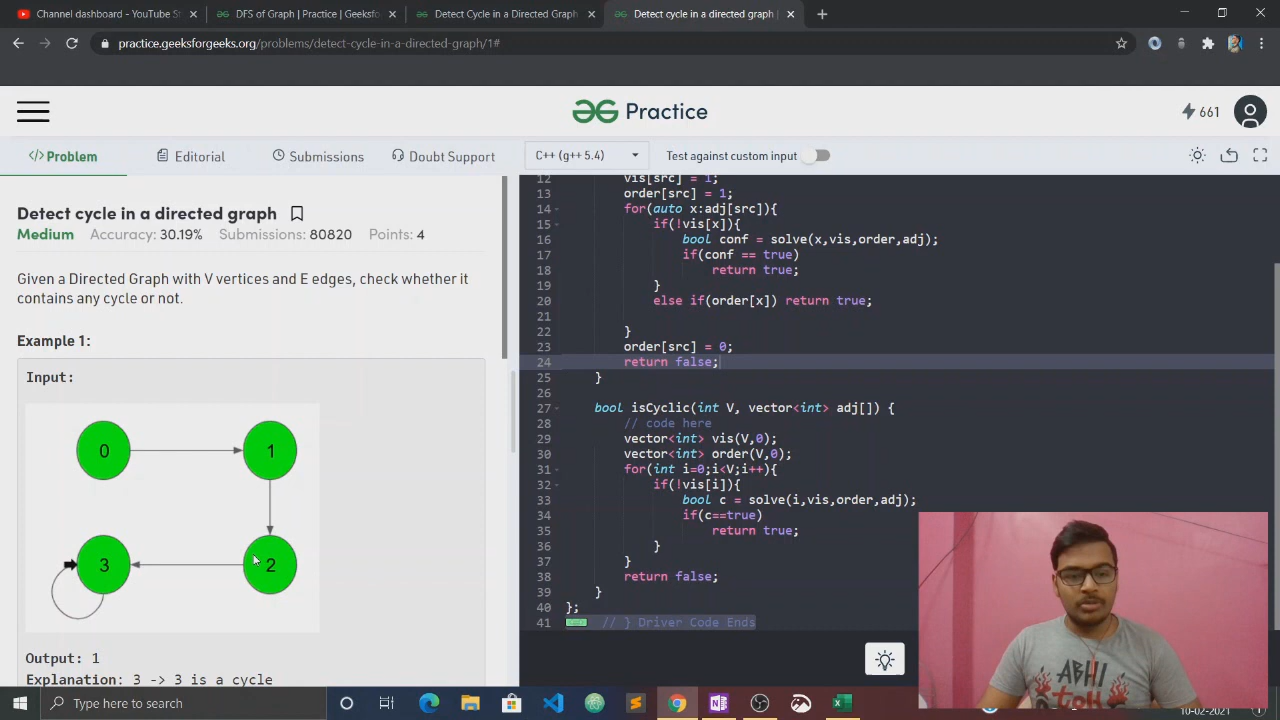 Channel dashboard - YouTube St
DFS of Graph | Practice | Geeksfo
Detect Cycle in a Directed Graph
Detect cycle in a directed graph |
practice.geeksforgeeks.org/problems/detect-cycle-in-a-directed-graph/1#
Practice
661
</>Problem
Editorial
Submissions
Doubt Support
C++ (g++ 5.4)
Test against custom input
Detect cycle in a directed graph
Medium Accuracy: 30.19% Submissions: 80820 Points: 4
Given a Directed Graph with V vertices and E edges, check whether it
contains any cycle or not.
Example 1:
Input:
0
1
3
2
Output: 1
Explanation: 3 -> 3 is a cycle
12 vis[src] = 1;
13 order[src] = 1;
14 for(auto x:adj[src]){
15 if(!vis[x]){
16 bool conf = solve(x,vis,order,adj);
17 if(conf == true)
18 return true;
19 }
20 else if(order[x]) return true;
21
22 }
23 order[src] = 0;
24 return false;
25 }
26
27 bool isCyclic(int V, vector<int> adj[]) {
28 // code here
29 vector<int> vis(V,0);
30 vector<int> order(V,0);
31 for(int i=0;i<V;i++){
32 if(!vis[i]){
33 bool c = solve(i,vis,order,adj);
34 if(c==true)
35 return true;
36 }
37 }
38 return false;
39 }
40 };
41 // } Driver Code Ends
ABHI
Type here to search
10-02-2021